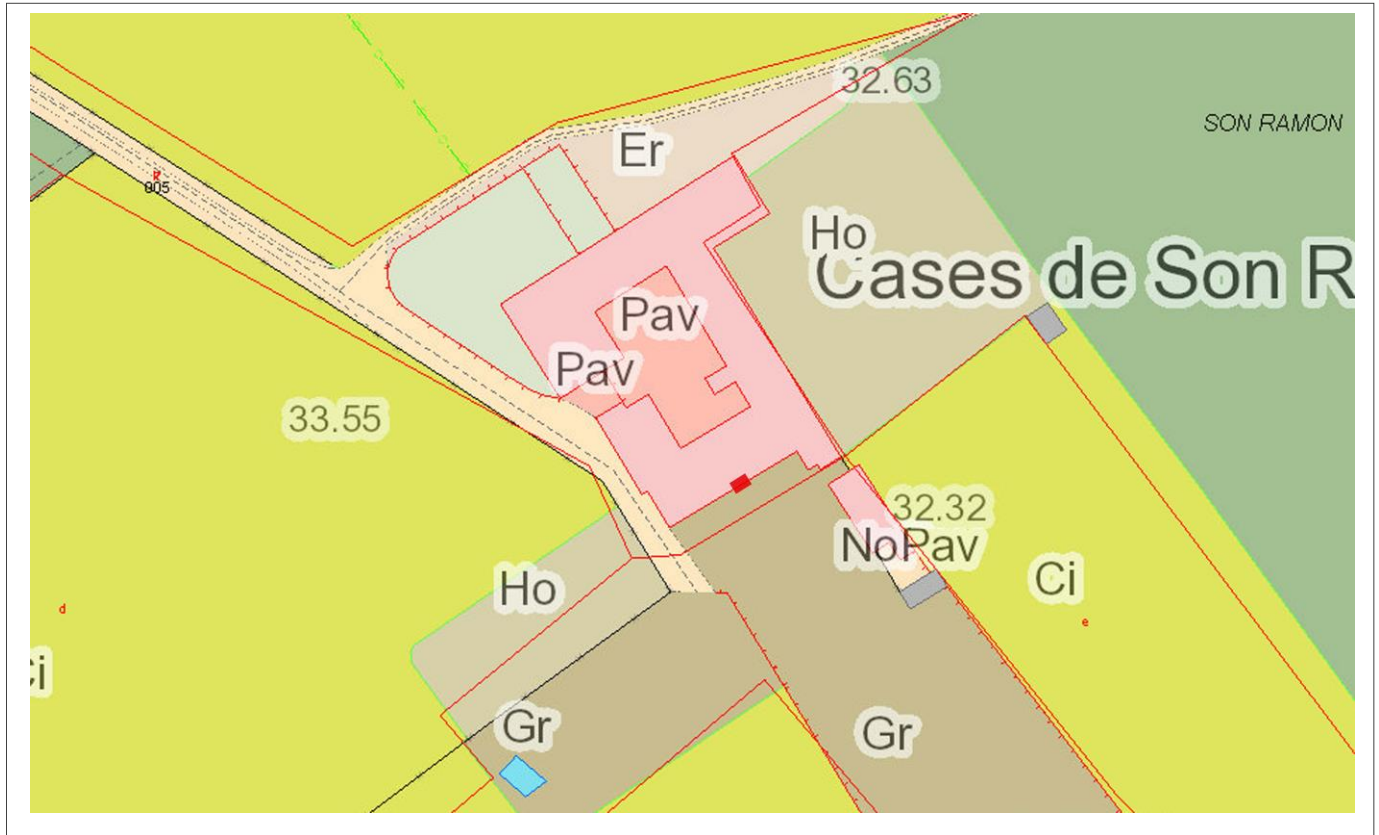 32.63
SON RAMON
Er
005
Ho
Cases de Son R
Pav
Pav
33.55
32.32
NoPav
Ho
Ci
d
e
Ci
Gr
Gr